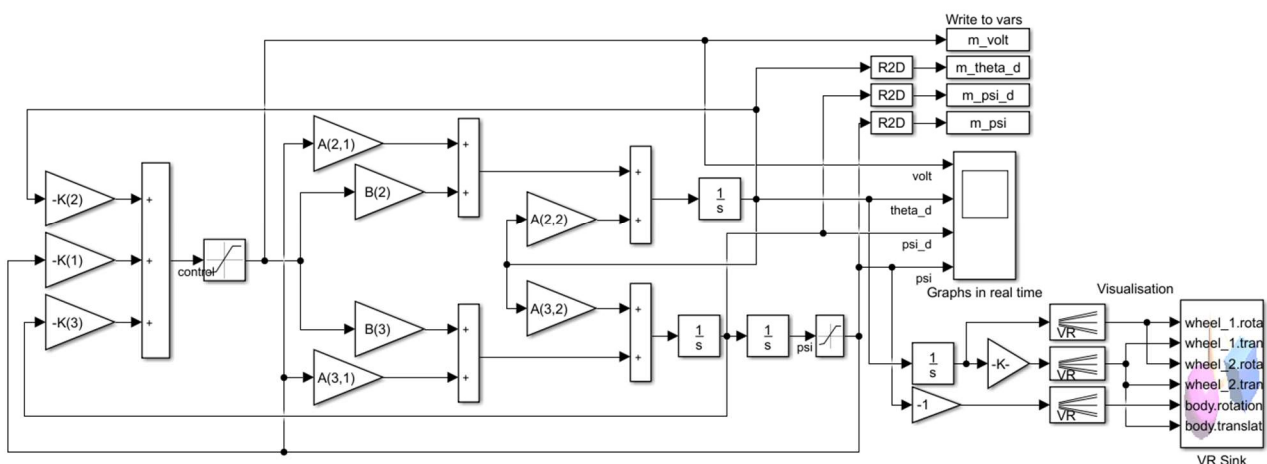 Write to vars
m_volt
R2D
m_theta_d
R2D
m_psi_d
R2D
m_psi
A(2,1)
+
B(2)
+
+
+
-K(2)
+
A(2,2)
1
s
volt
theta_d
psi_d
psi
-K(1)
+
control
-K(3)
+
A(3,2)
+
+
B(3)
+
A(3,1)
+
1
s
1
s
psi
Graphs in real time
Visualisation
1
s
-K-
-1
VR
VR
VR
wheel_1.rota
wheel_1.tran
wheel_2.rota
wheel_2.tran
body.rotation
body.translat
VR Sink